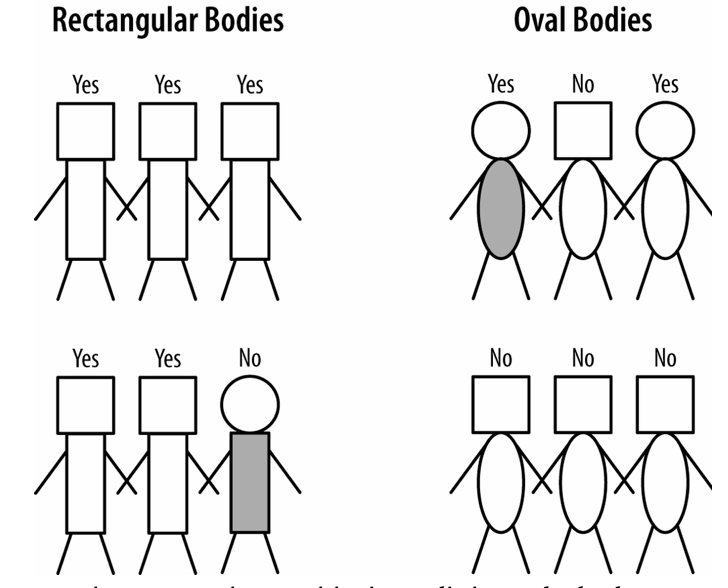 Rectangular Bodies
Oval Bodies
Yes Yes Yes
Yes No Yes
Yes Yes No
No No No